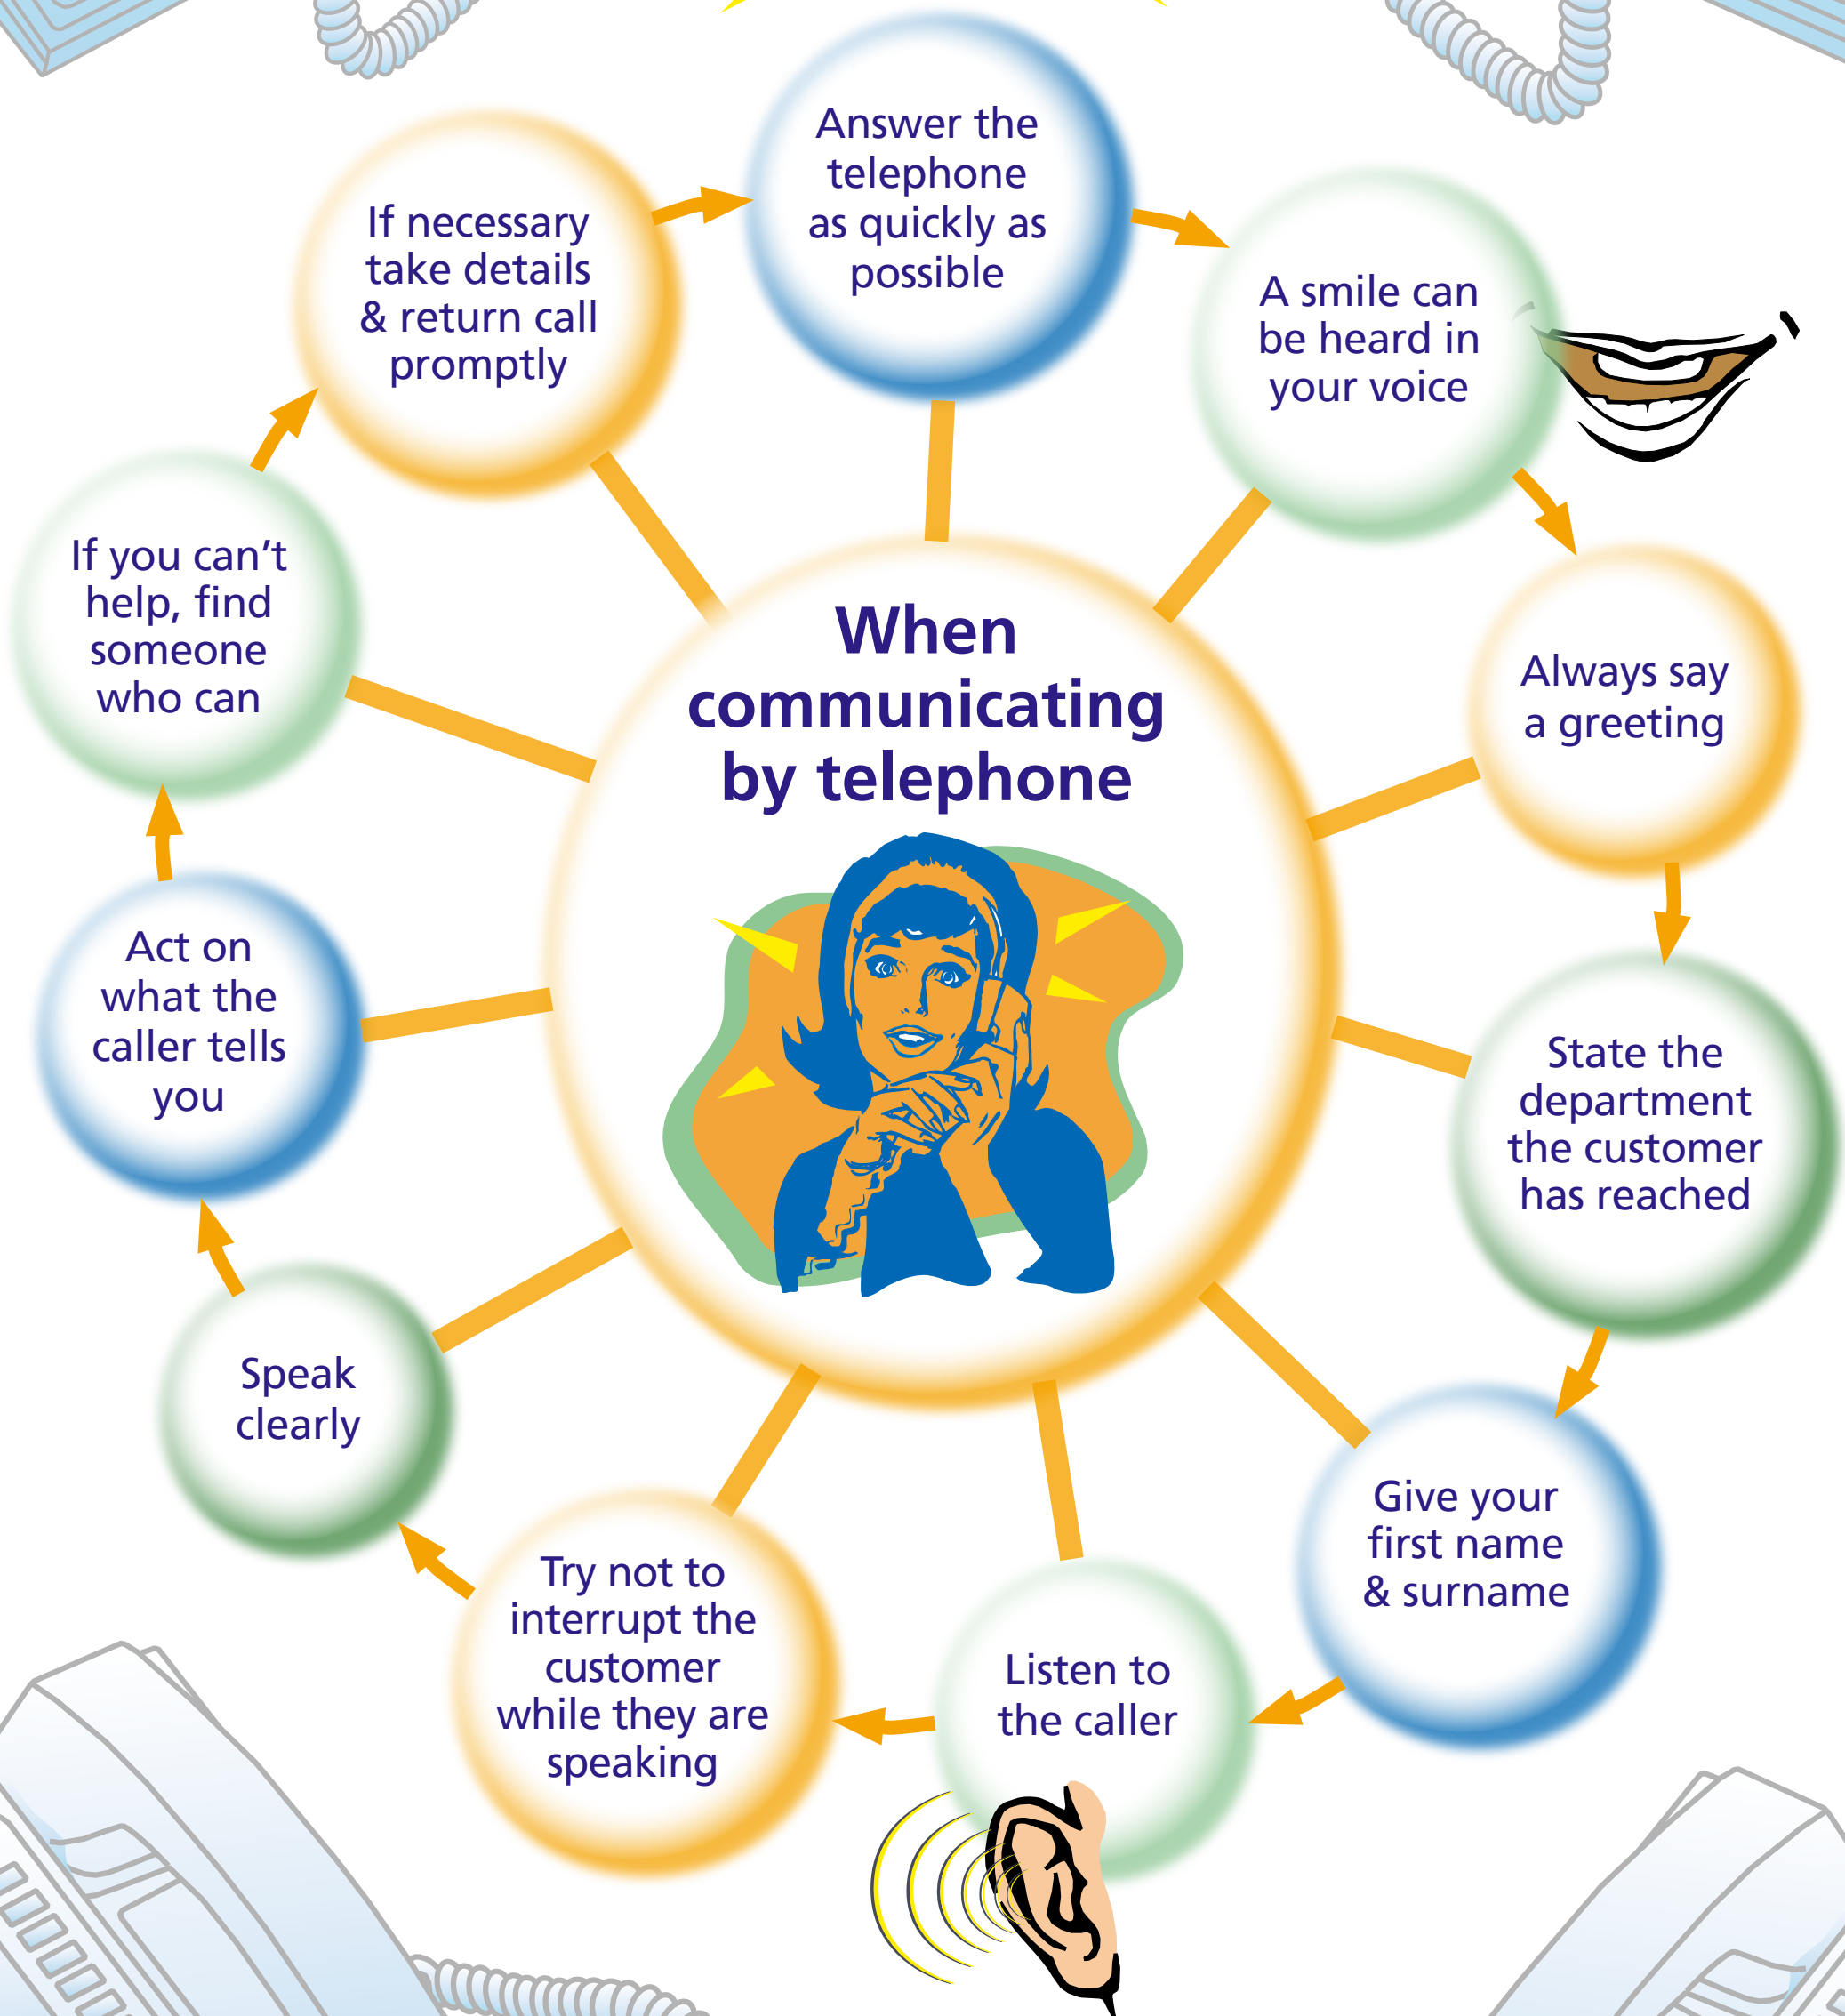 When
communicating
by telephone
Answer the
telephone
as quickly as
possible
A smile can
be heard in
your voice
Always say
a greeting
State the
department
the customer
has reached
Give your
first name
& surname
Listen to
the caller
Try not to
interrupt the
customer
while they are
speaking
Speak
clearly
Act on
what the
caller tells
you
If you can’t
help, find
someone
who can
If necessary
take details
& return call
promptly